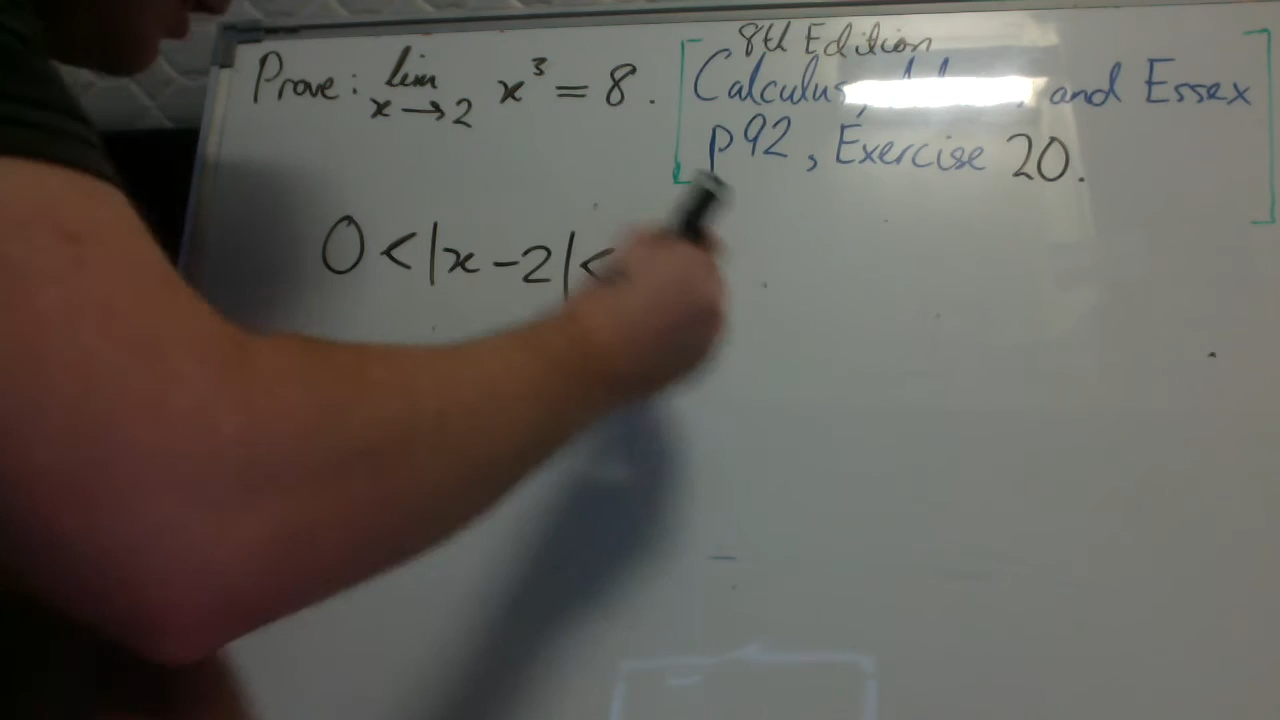 8th Edition
Prove: lim x→2 x³ = 8. [Calculus, and Essex
p92, Exercise 20.]
0 < |x - 2| <